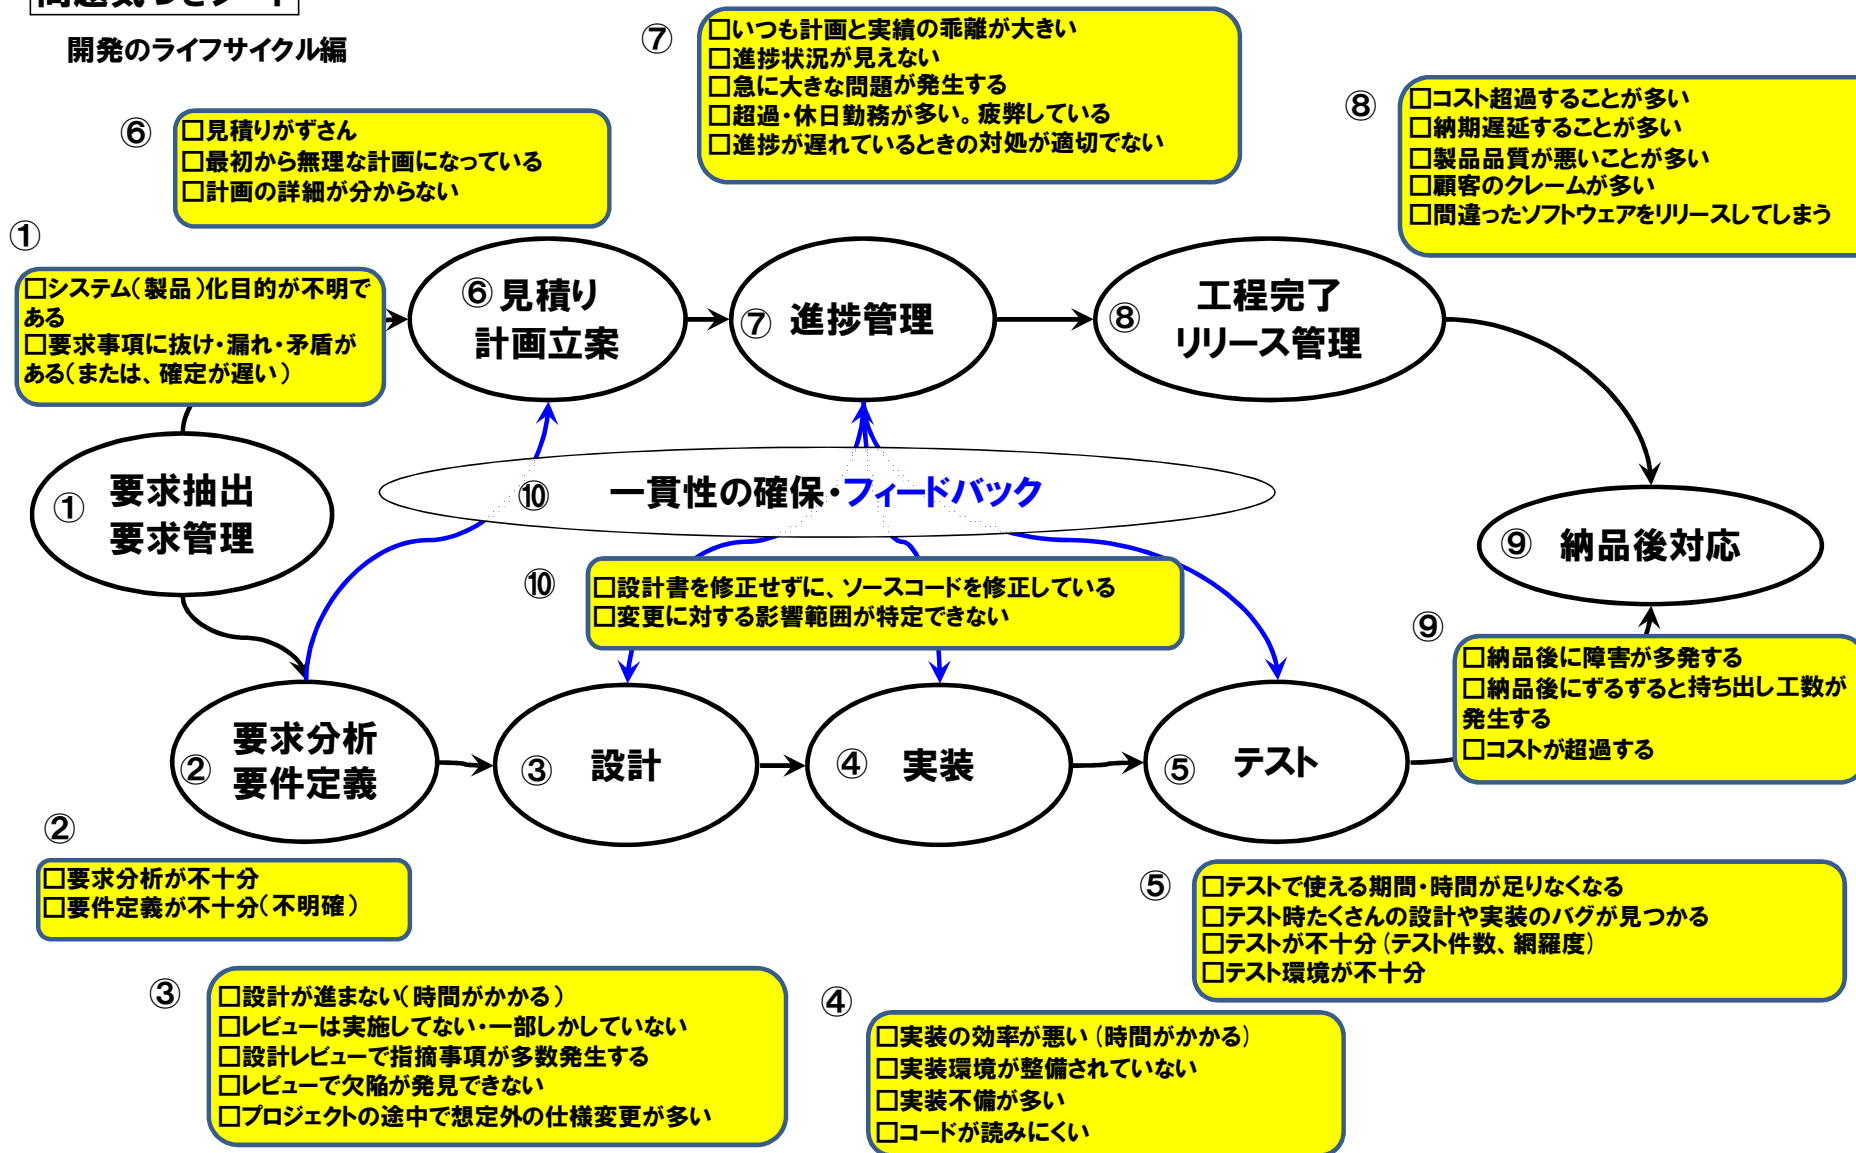 開発のライフサイクル編
⑦
□いつも計画と実績の乖離が大きい
□進捗状況が見えない
□急に大きな問題が発生する
□超過・休日勤務が多い。疲弊している
□進捗が遅れているときの対処が適切でない
⑧
□コスト超過することが多い
□納期遅延することが多い
□製品品質が悪いことが多い
□顧客のクレームが多い
□間違ったソフトウェアをリリースしてしまう
⑥
□見積りがずさん
□最初から無理な計画になっている
□計画の詳細が分からない
①
□システム(製品)化目的が不明で
ある
□要求事項に抜け・漏れ・矛盾が
ある(または、確定が遅い)
⑥見積り
計画立案
⑦ 進捗管理
⑧ 工程完了
リリース管理
① 要求抽出
要求管理
⑩ 一貫性の確保・フィードバック
⑨ 納品後対応
⑩
□設計書を修正せずに、ソースコードを修正している
□変更に対する影響範囲が特定できない
⑨
□納品後に障害が多発する
□納品後にずるずると持ち出し工数が
発生する
□コストが超過する
② 要求分析
要件定義
③ 設計
④ 実装
⑤ テスト
②
□要求分析が不十分
□要件定義が不十分(不明確)
③
□設計が進まない(時間がかかる)
□レビューは実施してない・一部しかしていない
□設計レビューで指摘事項が多数発生する
□レビューで欠陥が発見できない
□プロジェクトの途中で想定外の仕様変更が多い
④
□実装の効率が悪い(時間がかかる)
□実装環境が整備されていない
□実装不備が多い
□コードが読みにくい
⑤
□テストで使える期間・時間が足りなくなる
□テスト時たくさんの設計や実装のバグが見つかる
□テストが不十分(テスト件数、網羅度)
□テスト環境が不十分